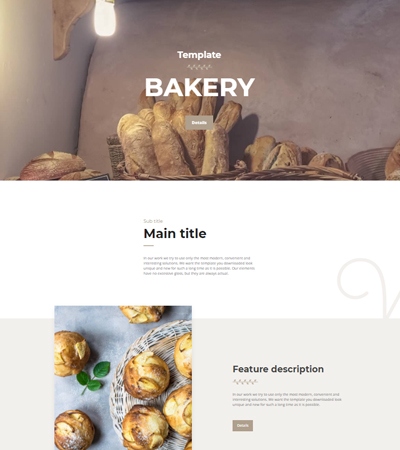 Template
BAKERY
Details
Sub title
Main title
In our work we try to use only the most modern, convenient and
interesting solutions. We want the template you downloaded look
unique and new for such a long time as it is possible. Our elements
have no esoteric gloss, but they are always actual.
Feature description
In our work we try to use only the most modern, convenient and
interesting solutions. We want the template you downloaded look
unique and new for such a long time as it is possible.
Details